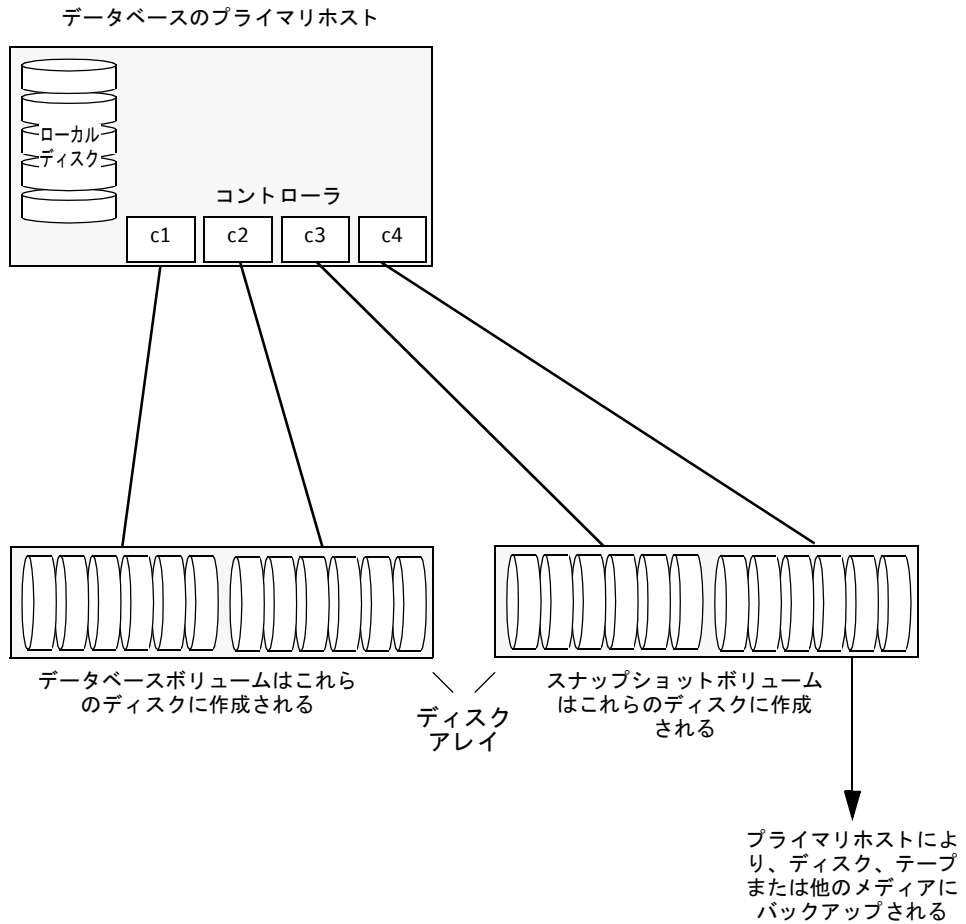 データベースのプライマリホスト
ローカル
ディスク
コントローラ
c1
c2
c3
c4
データベースボリュームはこれら
のディスクに作成される
ディスク
アレイ
スナップショットボリューム
はこれらのディスクに作成
される
プライマリホストによ
り、ディスク、テープ
または他のメディアに
バックアップされる